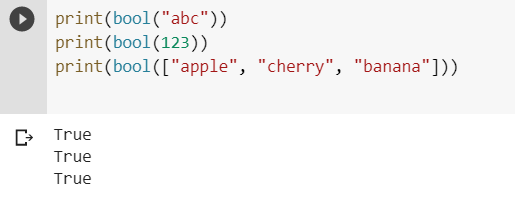 print(bool("abc"))
print(bool(123))
print(bool(["apple", "cherry", "banana"]))
True
True
True